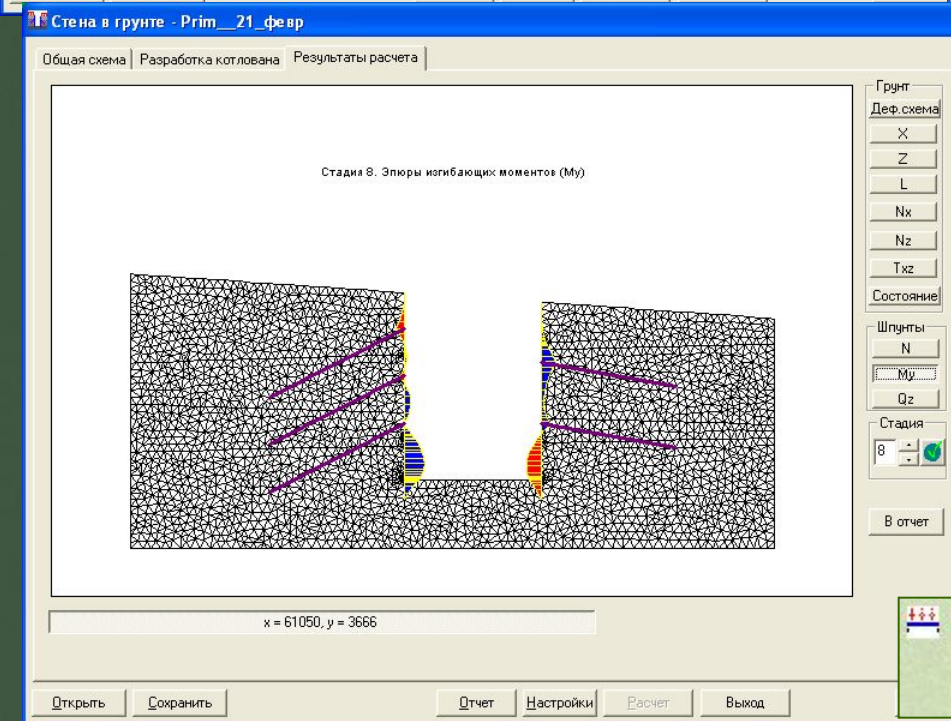 Стена в грунте - Prim__21_февр
Общая схема
Разработка котлована
Результаты расчета
Стадия 8. Эпюры изгибающих моментов (My)
Грунт
Деф.схема
X
Z
L
Nx
Nz
Txz
Состояние
Шпунты
N
My
Qz
Стадия
8
В отчет
x = 61050, y = 3666
Открыть
Сохранить
Отчет
Настройки
Расчет
Выход